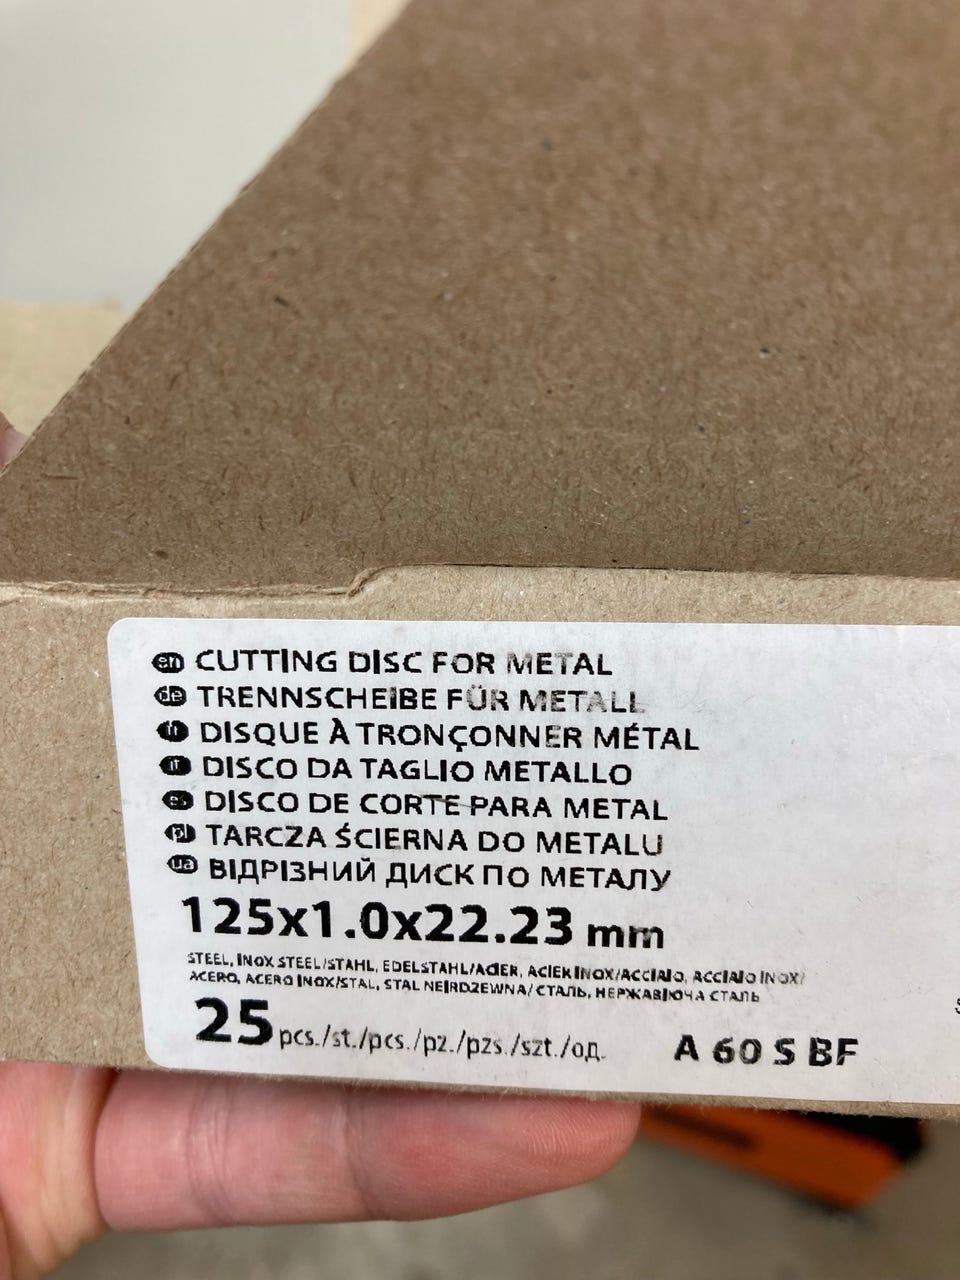 en CUTTING DISC FOR METAL
de TRENNSCHEIBE FÜR METALL
fr DISQUE À TRONÇONNER MÉTAL
it DISCO DA TAGLIO METALLO
es DISCO DE CORTE PARA METAL
pl TARCZA ŚCIERNA DO METALU
ua ВІДРІЗНИЙ ДИСК ПО МЕТАЛУ
125x1.0x22.23 mm
STEEL, INOX STEEL/STAHL, EDELSTAHL/ACIER, ACIER INOX/ACCIAIO, ACCIAIO INOX/
ACERO, ACERO INOX/STAL, STAL NIERDZEWNA/ СТАЛЬ, НЕРЖАВІЮЧА СТАЛЬ
25 pcs./st./pcs./pz./pzs./szt./од. A 60 S BF